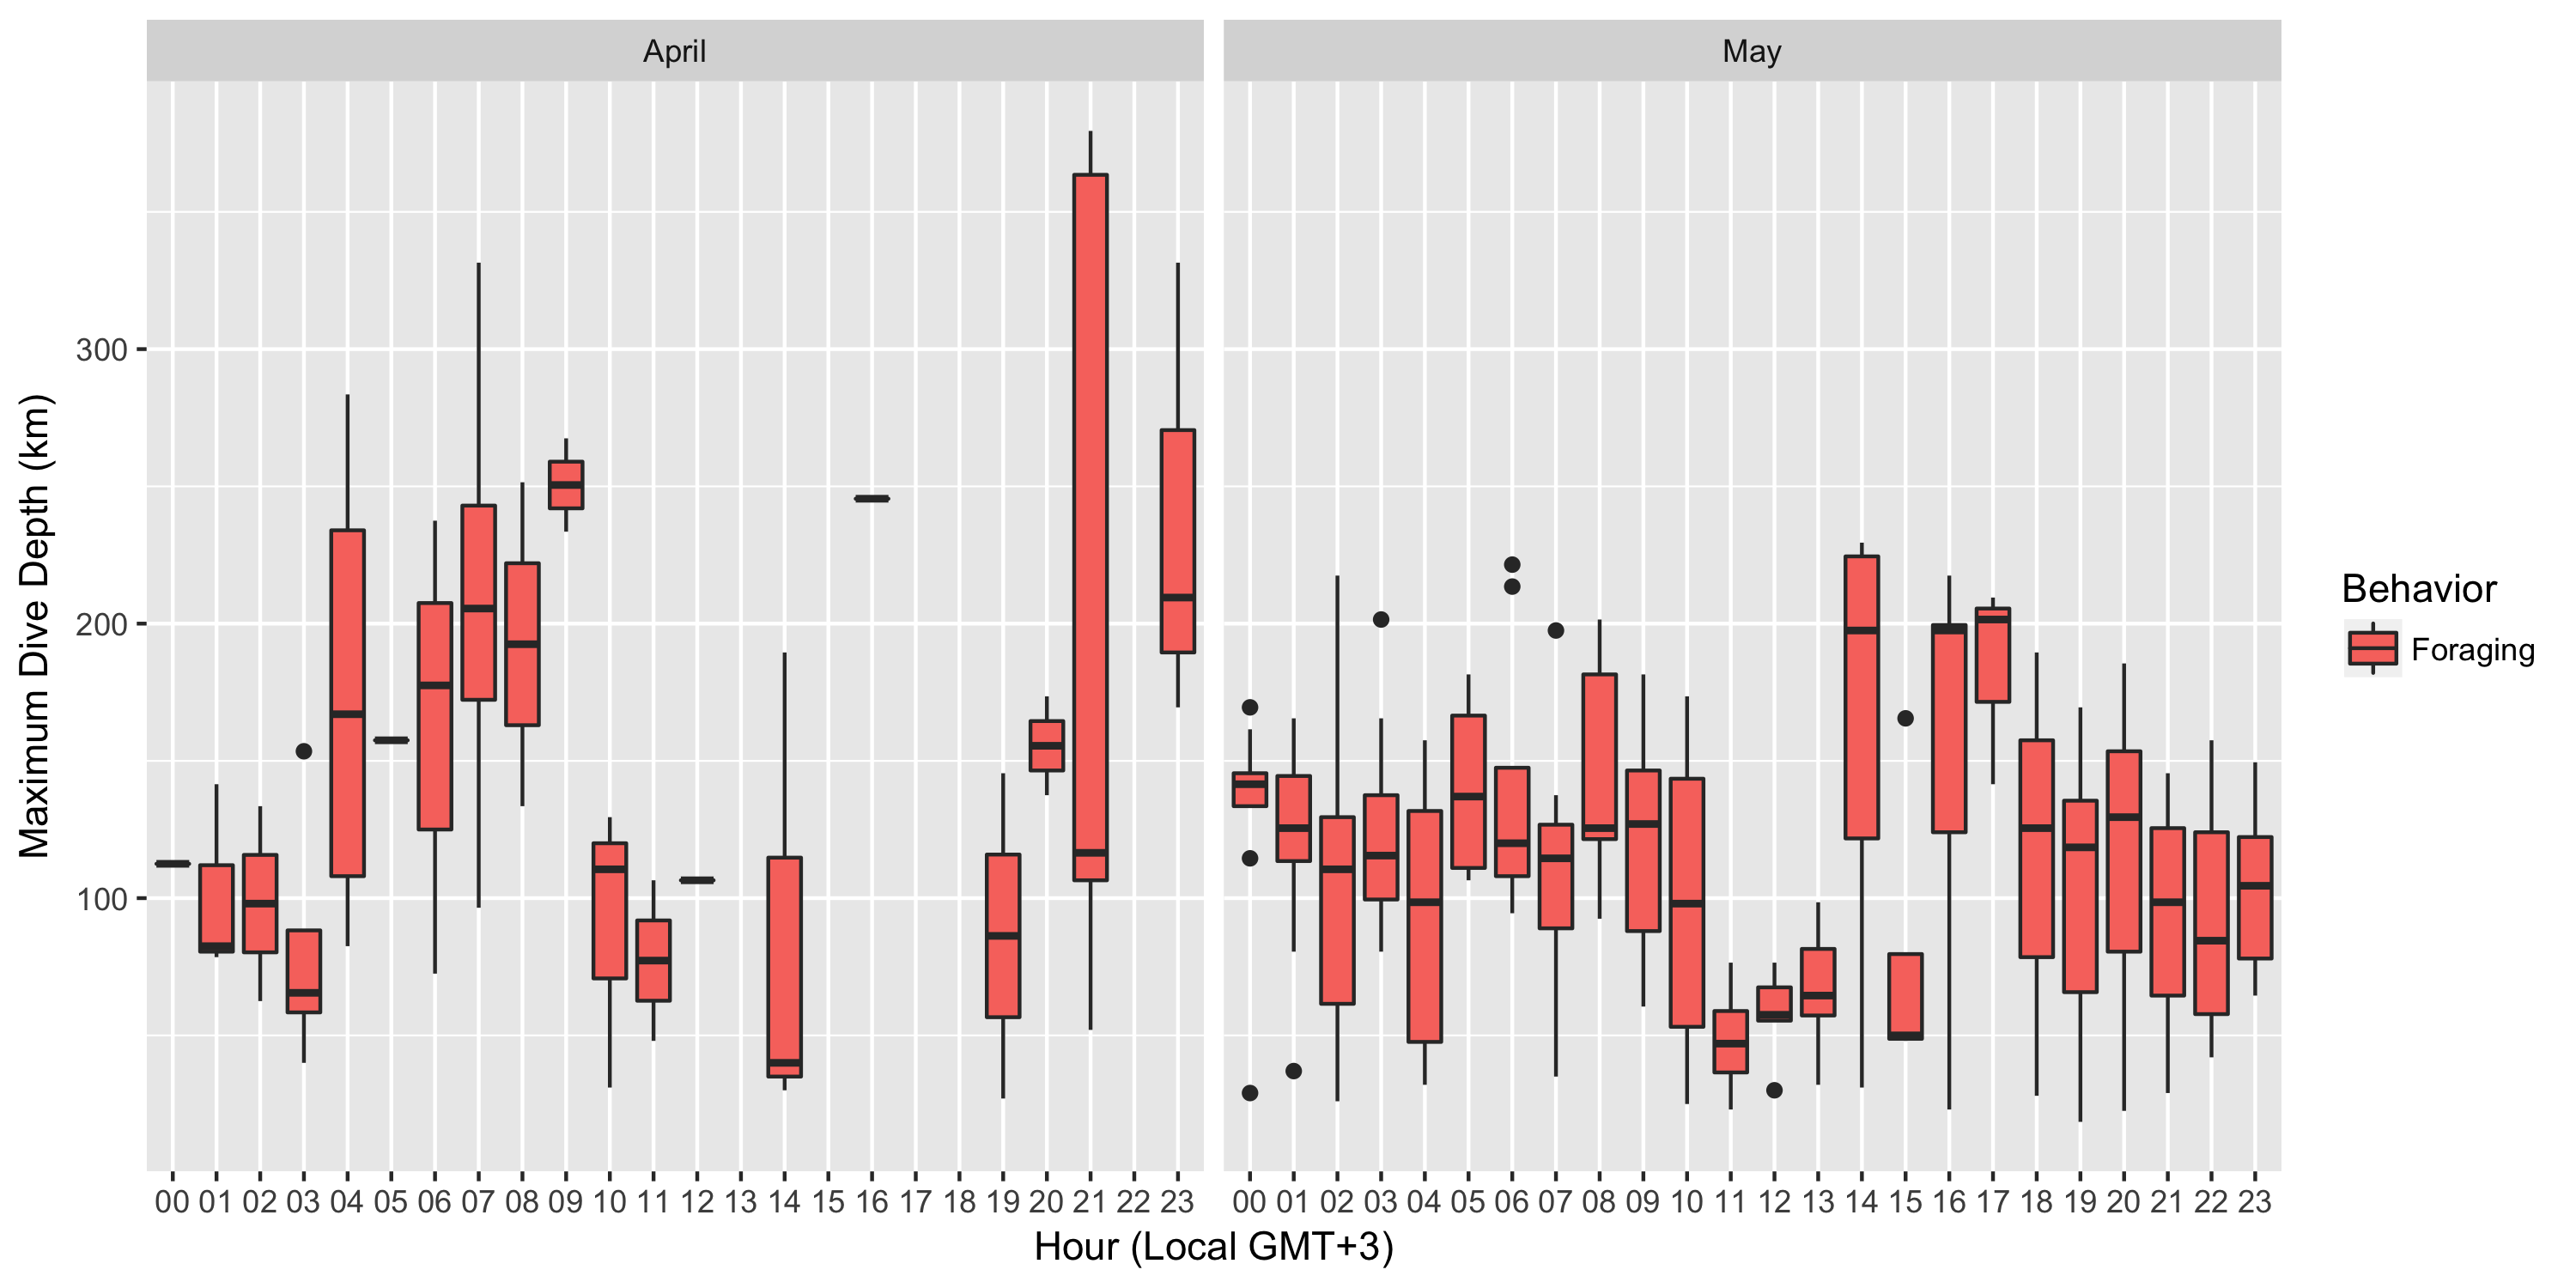 April
May
300
200
100
Maximum Dive Depth (km)
00 01 02 03 04 05 06 07 08 09 10 11 12 13 14 15 16 17 18 19 20 21 22 23
00 01 02 03 04 05 06 07 08 09 10 11 12 13 14 15 16 17 18 19 20 21 22 23
Hour (Local GMT+3)
Behavior
Foraging